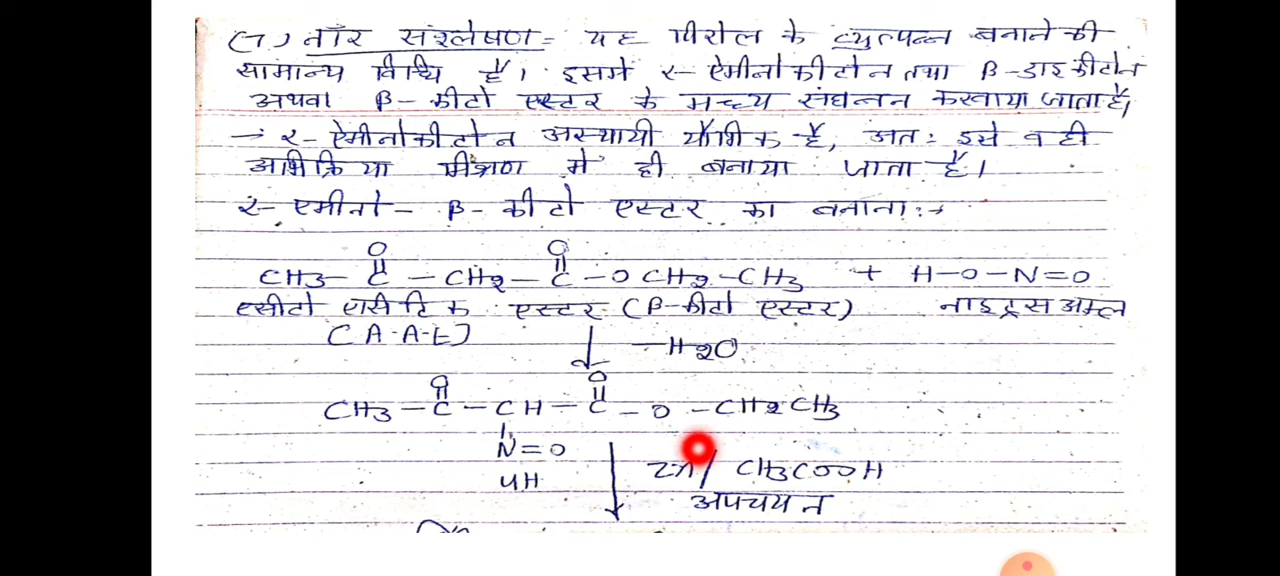 (7) नॉर संश्लेषण = यह पीरोल के व्युत्पन्न बनाने की
सामान्य विधि है। इसमें ∝- ऐमीनोकीटोन तथा β-डाइकीटोन
अथवा β-कीटो एस्टर के मध्य संघनन करवाया जाता है।
→ ∝-ऐमीनोकीटोन अस्थायी यौगिक है, अतः इसे वही
अभिक्रिया मिश्रण में ही बनाया जाता है।
∝- एमीनो - β-कीटो एस्टर का बनाना:→
O O
CH3- C - CH2 - C - O CH2-CH3 + H-O-N=O
एसीटो एसीटिक एस्टर (β-कीटो एस्टर) नाइट्रस अम्ल
(A·A·E)
-H2O
O O
CH3 - C - CH - C - O - CH2CH3
N=O
4H Zn/ CH3COOH
अपचयन